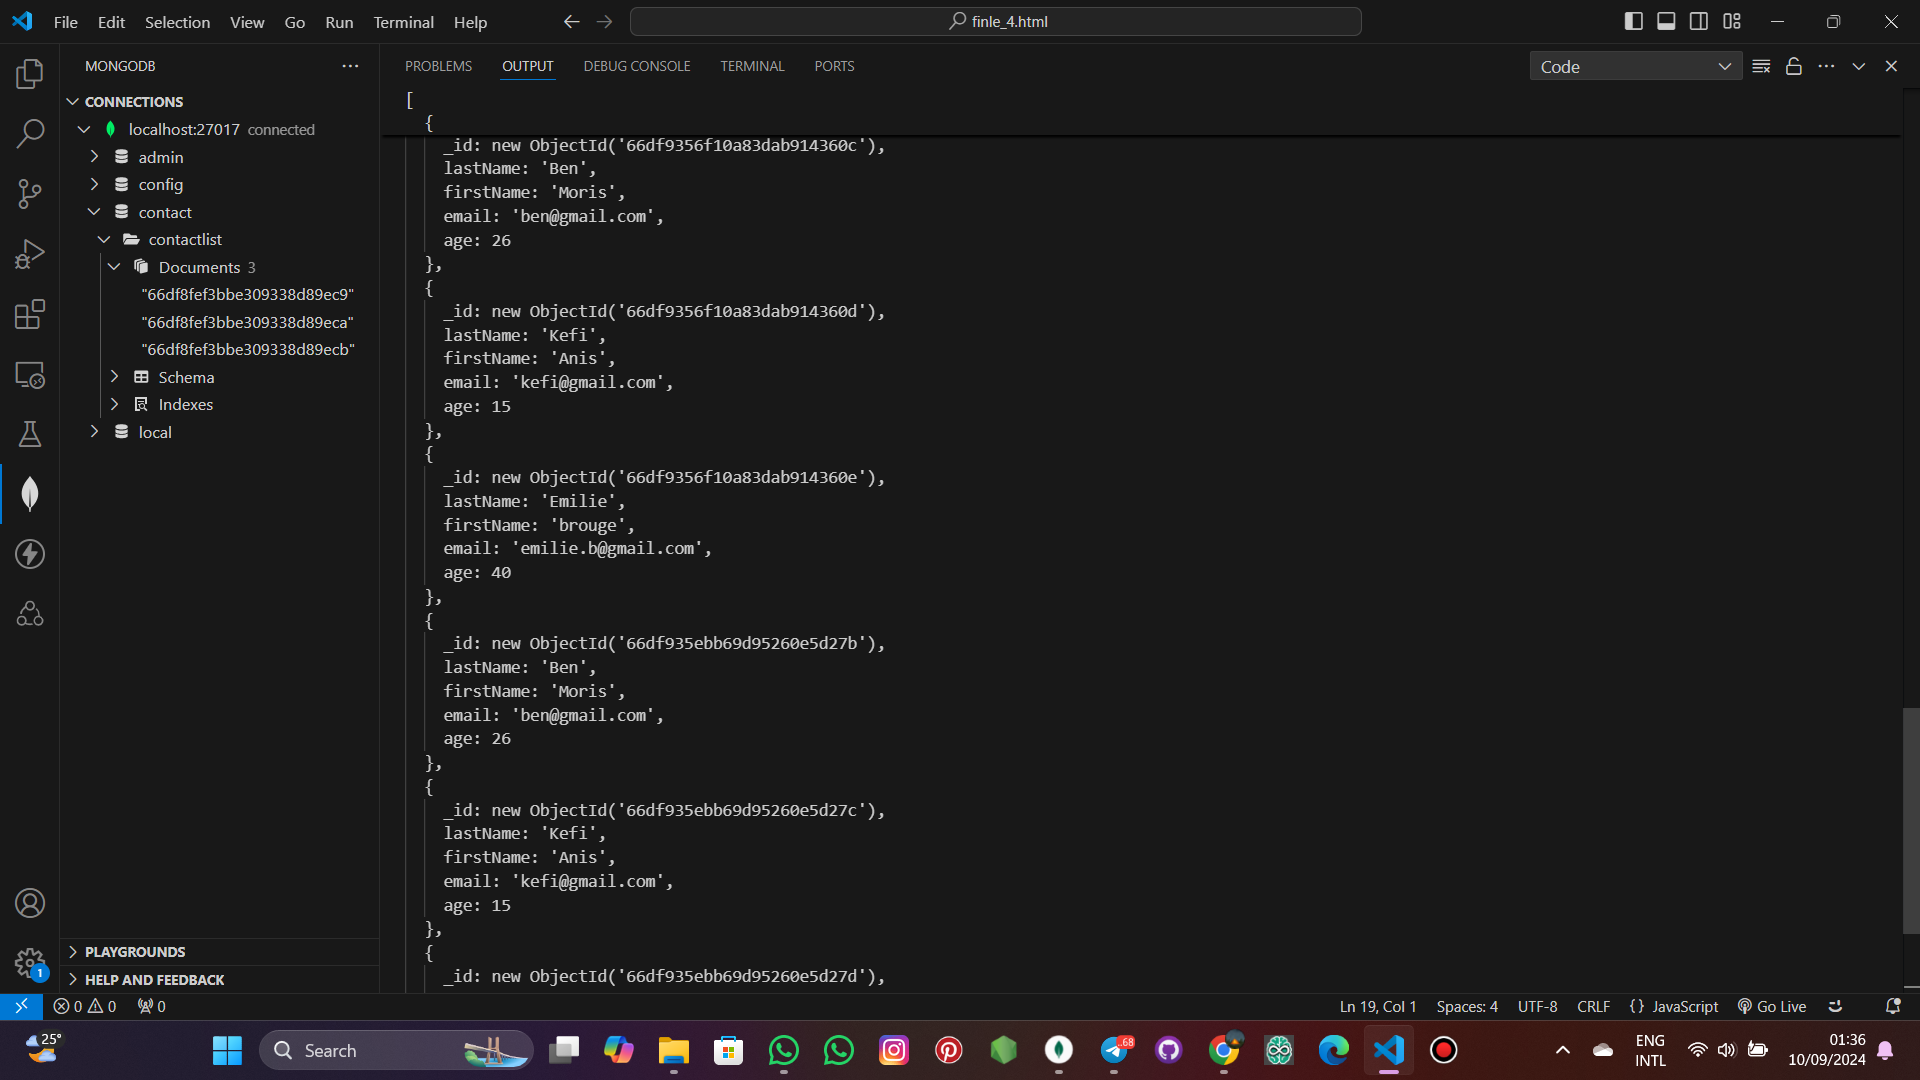 File Edit Selection View Go Run Terminal Help
finle_4.html
MONGODB
CONNECTIONS
localhost:27017 connected
admin
config
contact
contactlist
Documents 3
"66df8fef3bbe309338d89ec9"
"66df8fef3bbe309338d89eca"
"66df8fef3bbe309338d89ecb"
Schema
Indexes
local
PLAYGROUNDS
HELP AND FEEDBACK
PROBLEMS OUTPUT DEBUG CONSOLE TERMINAL PORTS
Code
[
{
_id: new ObjectId('66df9356f10a83dab914360c'),
lastName: 'Ben',
firstName: 'Moris',
email: 'ben@gmail.com',
age: 26
},
{
_id: new ObjectId('66df9356f10a83dab914360d'),
lastName: 'Kefi',
firstName: 'Anis',
email: 'kefi@gmail.com',
age: 15
},
{
_id: new ObjectId('66df9356f10a83dab914360e'),
lastName: 'Emilie',
firstName: 'brouge',
email: 'emilie.b@gmail.com',
age: 40
},
{
_id: new ObjectId('66df935ebb69d95260e5d27b'),
lastName: 'Ben',
firstName: 'Moris',
email: 'ben@gmail.com',
age: 26
},
{
_id: new ObjectId('66df935ebb69d95260e5d27c'),
lastName: 'Kefi',
firstName: 'Anis',
email: 'kefi@gmail.com',
age: 15
},
{
_id: new ObjectId('66df935ebb69d95260e5d27d'),
1
0 0 0
Ln 19, Col 1 Spaces: 4 UTF-8 CRLF {} JavaScript Go Live
25°
Search
68
ENG
INTL
01:36
10/09/2024